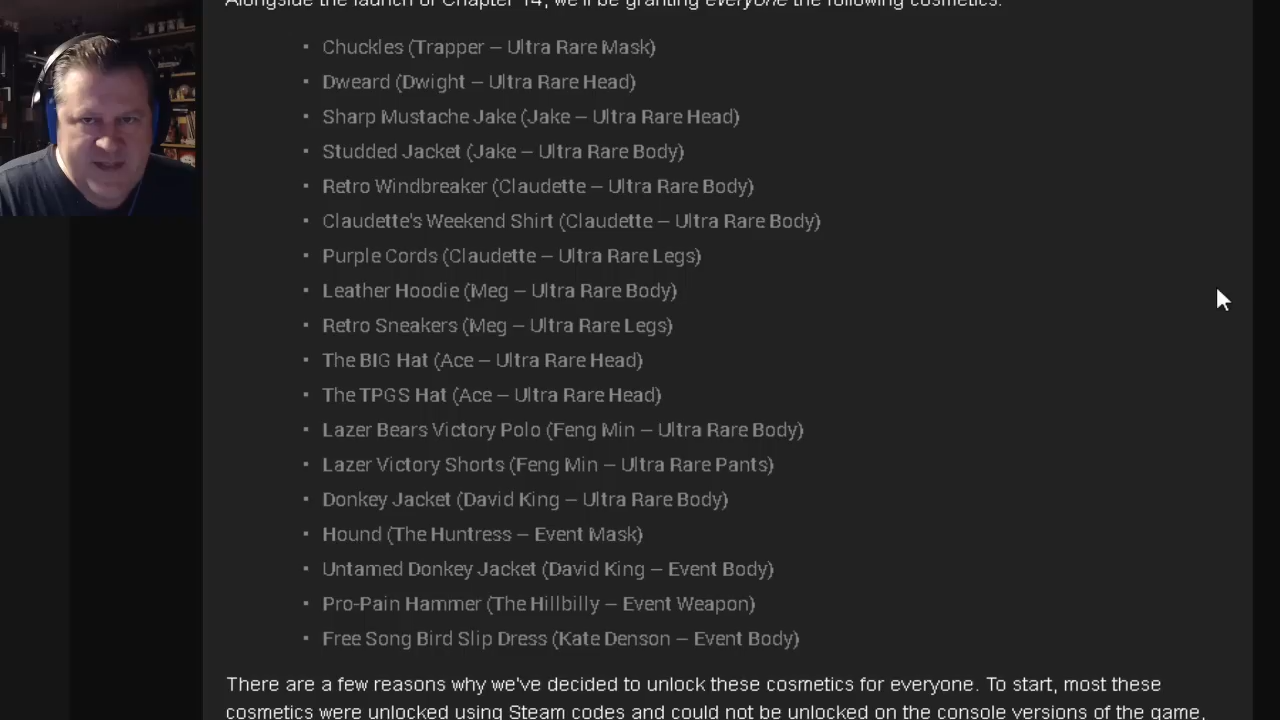 Alongside the launch of Chapter 14, we'll be granting everyone the following cosmetics:
▪ Chuckles (Trapper – Ultra Rare Mask)
▪ Dweard (Dwight – Ultra Rare Head)
▪ Sharp Mustache Jake (Jake – Ultra Rare Head)
▪ Studded Jacket (Jake – Ultra Rare Body)
▪ Retro Windbreaker (Claudette – Ultra Rare Body)
▪ Claudette's Weekend Shirt (Claudette – Ultra Rare Body)
▪ Purple Cords (Claudette – Ultra Rare Legs)
▪ Leather Hoodie (Meg – Ultra Rare Body)
▪ Retro Sneakers (Meg – Ultra Rare Legs)
▪ The BIG Hat (Ace – Ultra Rare Head)
▪ The TPGS Hat (Ace – Ultra Rare Head)
▪ Lazer Bears Victory Polo (Feng Min – Ultra Rare Body)
▪ Lazer Victory Shorts (Feng Min – Ultra Rare Pants)
▪ Donkey Jacket (David King – Ultra Rare Body)
▪ Hound (The Huntress – Event Mask)
▪ Untamed Donkey Jacket (David King – Event Body)
▪ Pro-Pain Hammer (The Hillbilly – Event Weapon)
▪ Free Song Bird Slip Dress (Kate Denson – Event Body)
There are a few reasons why we've decided to unlock these cosmetics for everyone. To start, most these
cosmetics were unlocked using Steam codes and could not be unlocked on the console versions of the game,